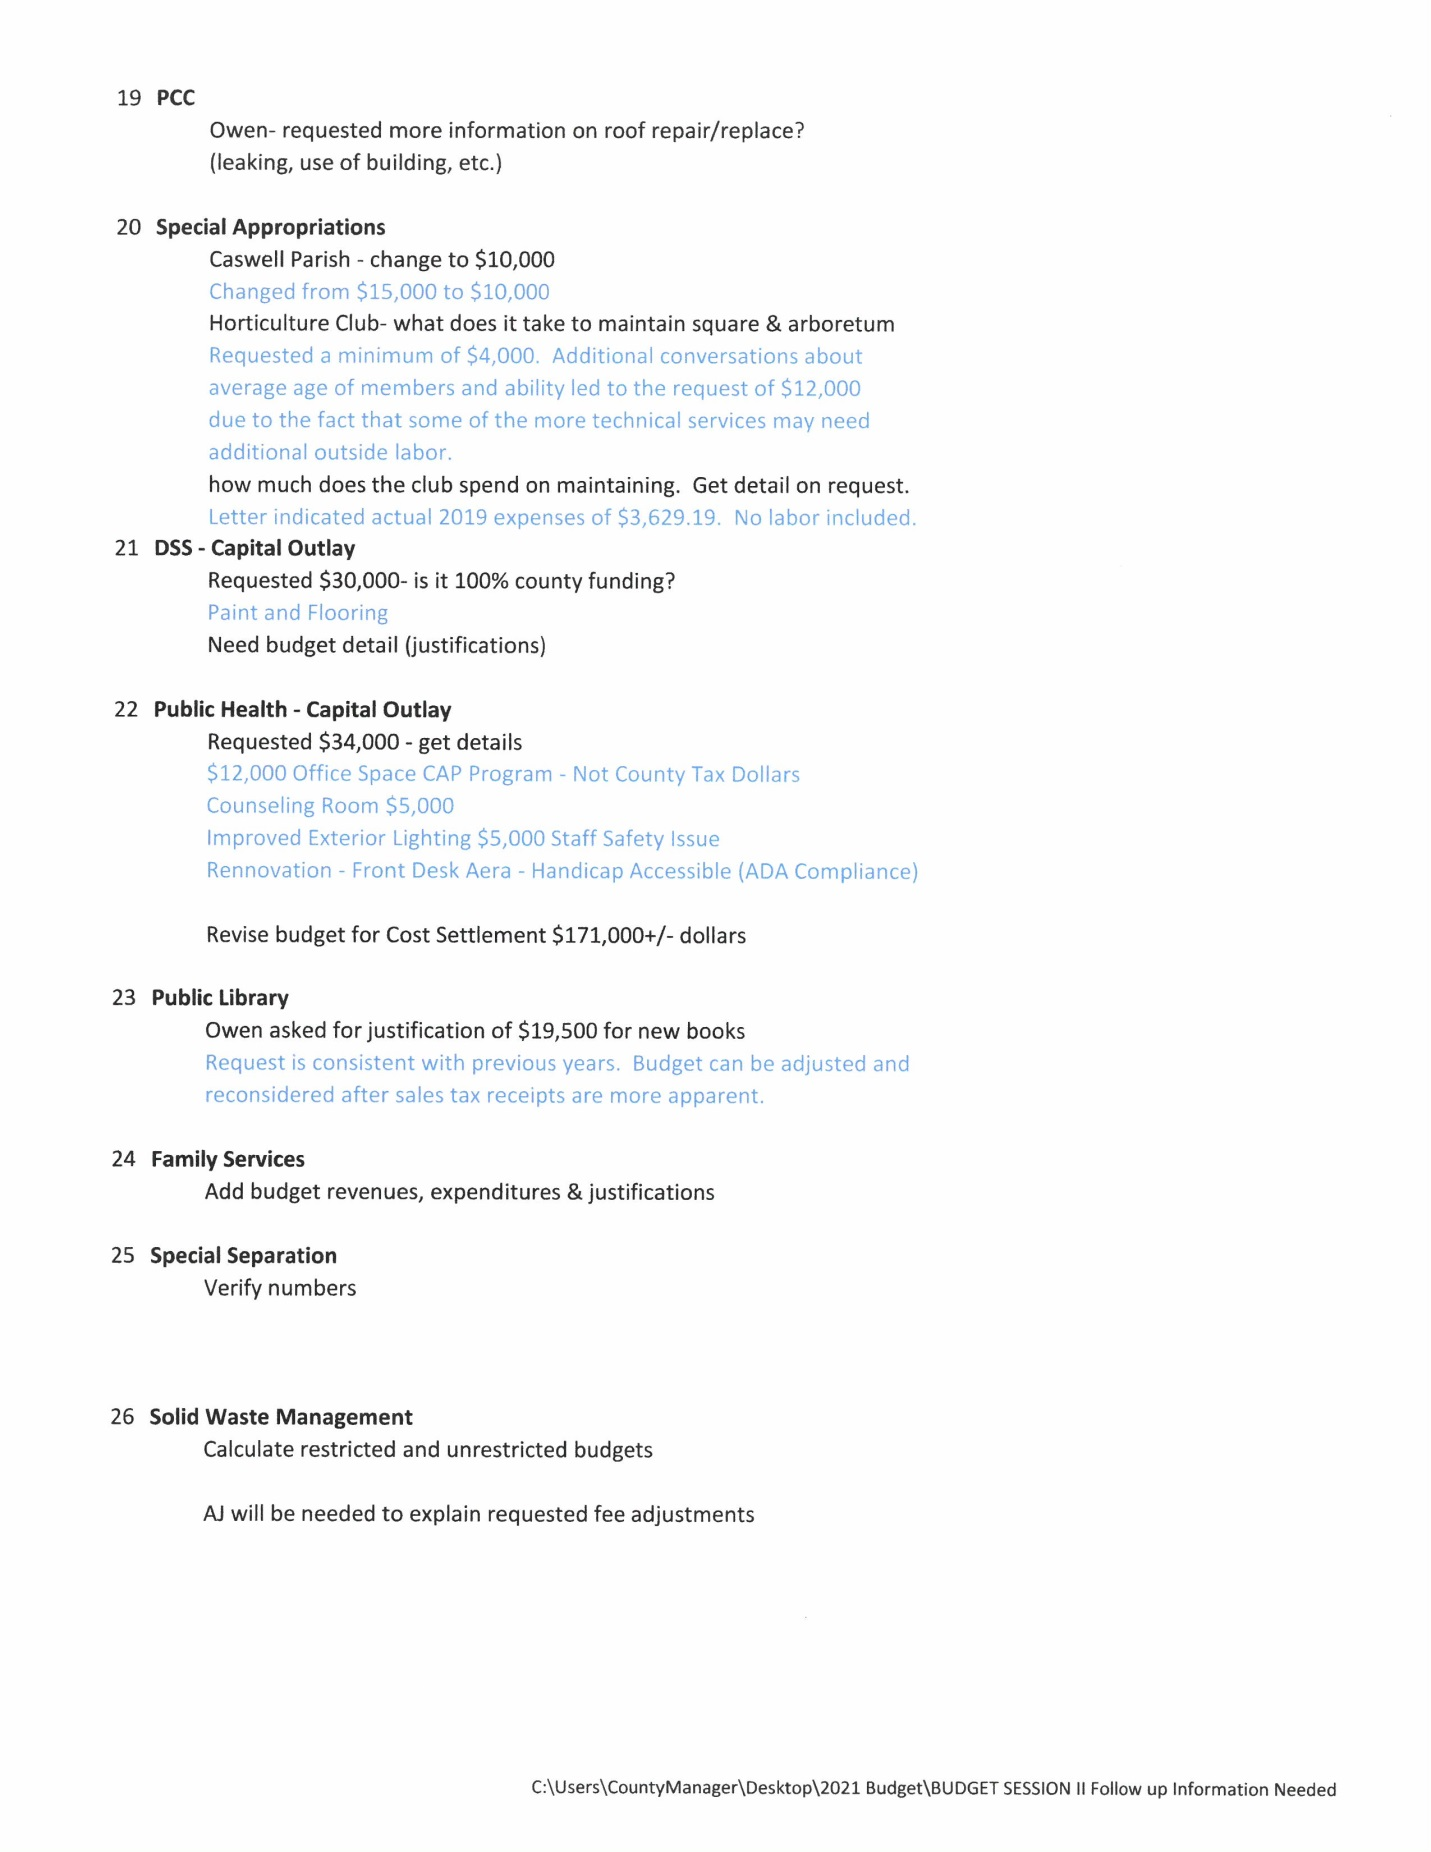 19 PCC
Owen- requested more information on roof repair/replace?
(leaking, use of building, etc.)
20 Special Appropriations
Caswell Parish - change to $10,000
Changed from $15,000 to $10,000
Horticulture Club- what does it take to maintain square & arboretum
Requested a minimum of $4,000. Additional conversations about
average age of members and ability led to the request of $12,000
due to the fact that some of the more technical services may need
additional outside labor.
how much does the club spend on maintaining. Get detail on request.
Letter indicated actual 2019 expenses of $3,629.19. No labor included.
21 DSS - Capital Outlay
Requested $30,000- is it 100% county funding?
Paint and Flooring
Need budget detail (justifications)
22 Public Health - Capital Outlay
Requested $34,000 - get details
$12,000 Office Space CAP Program - Not County Tax Dollars
Counseling Room $5,000
Improved Exterior Lighting $5,000 Staff Safety Issue
Rennovation - Front Desk Aera - Handicap Accessible (ADA Compliance)
Revise budget for Cost Settlement $171,000+/- dollars
23 Public Library
Owen asked for justification of $19,500 for new books
Request is consistent with previous years. Budget can be adjusted and
reconsidered after sales tax receipts are more apparent.
24 Family Services
Add budget revenues, expenditures & justifications
25 Special Separation
Verify numbers
26 Solid Waste Management
Calculate restricted and unrestricted budgets
AJ will be needed to explain requested fee adjustments
C:\Users\CountyManager\Desktop\2021 Budget\BUDGET SESSION II Follow up Information Needed